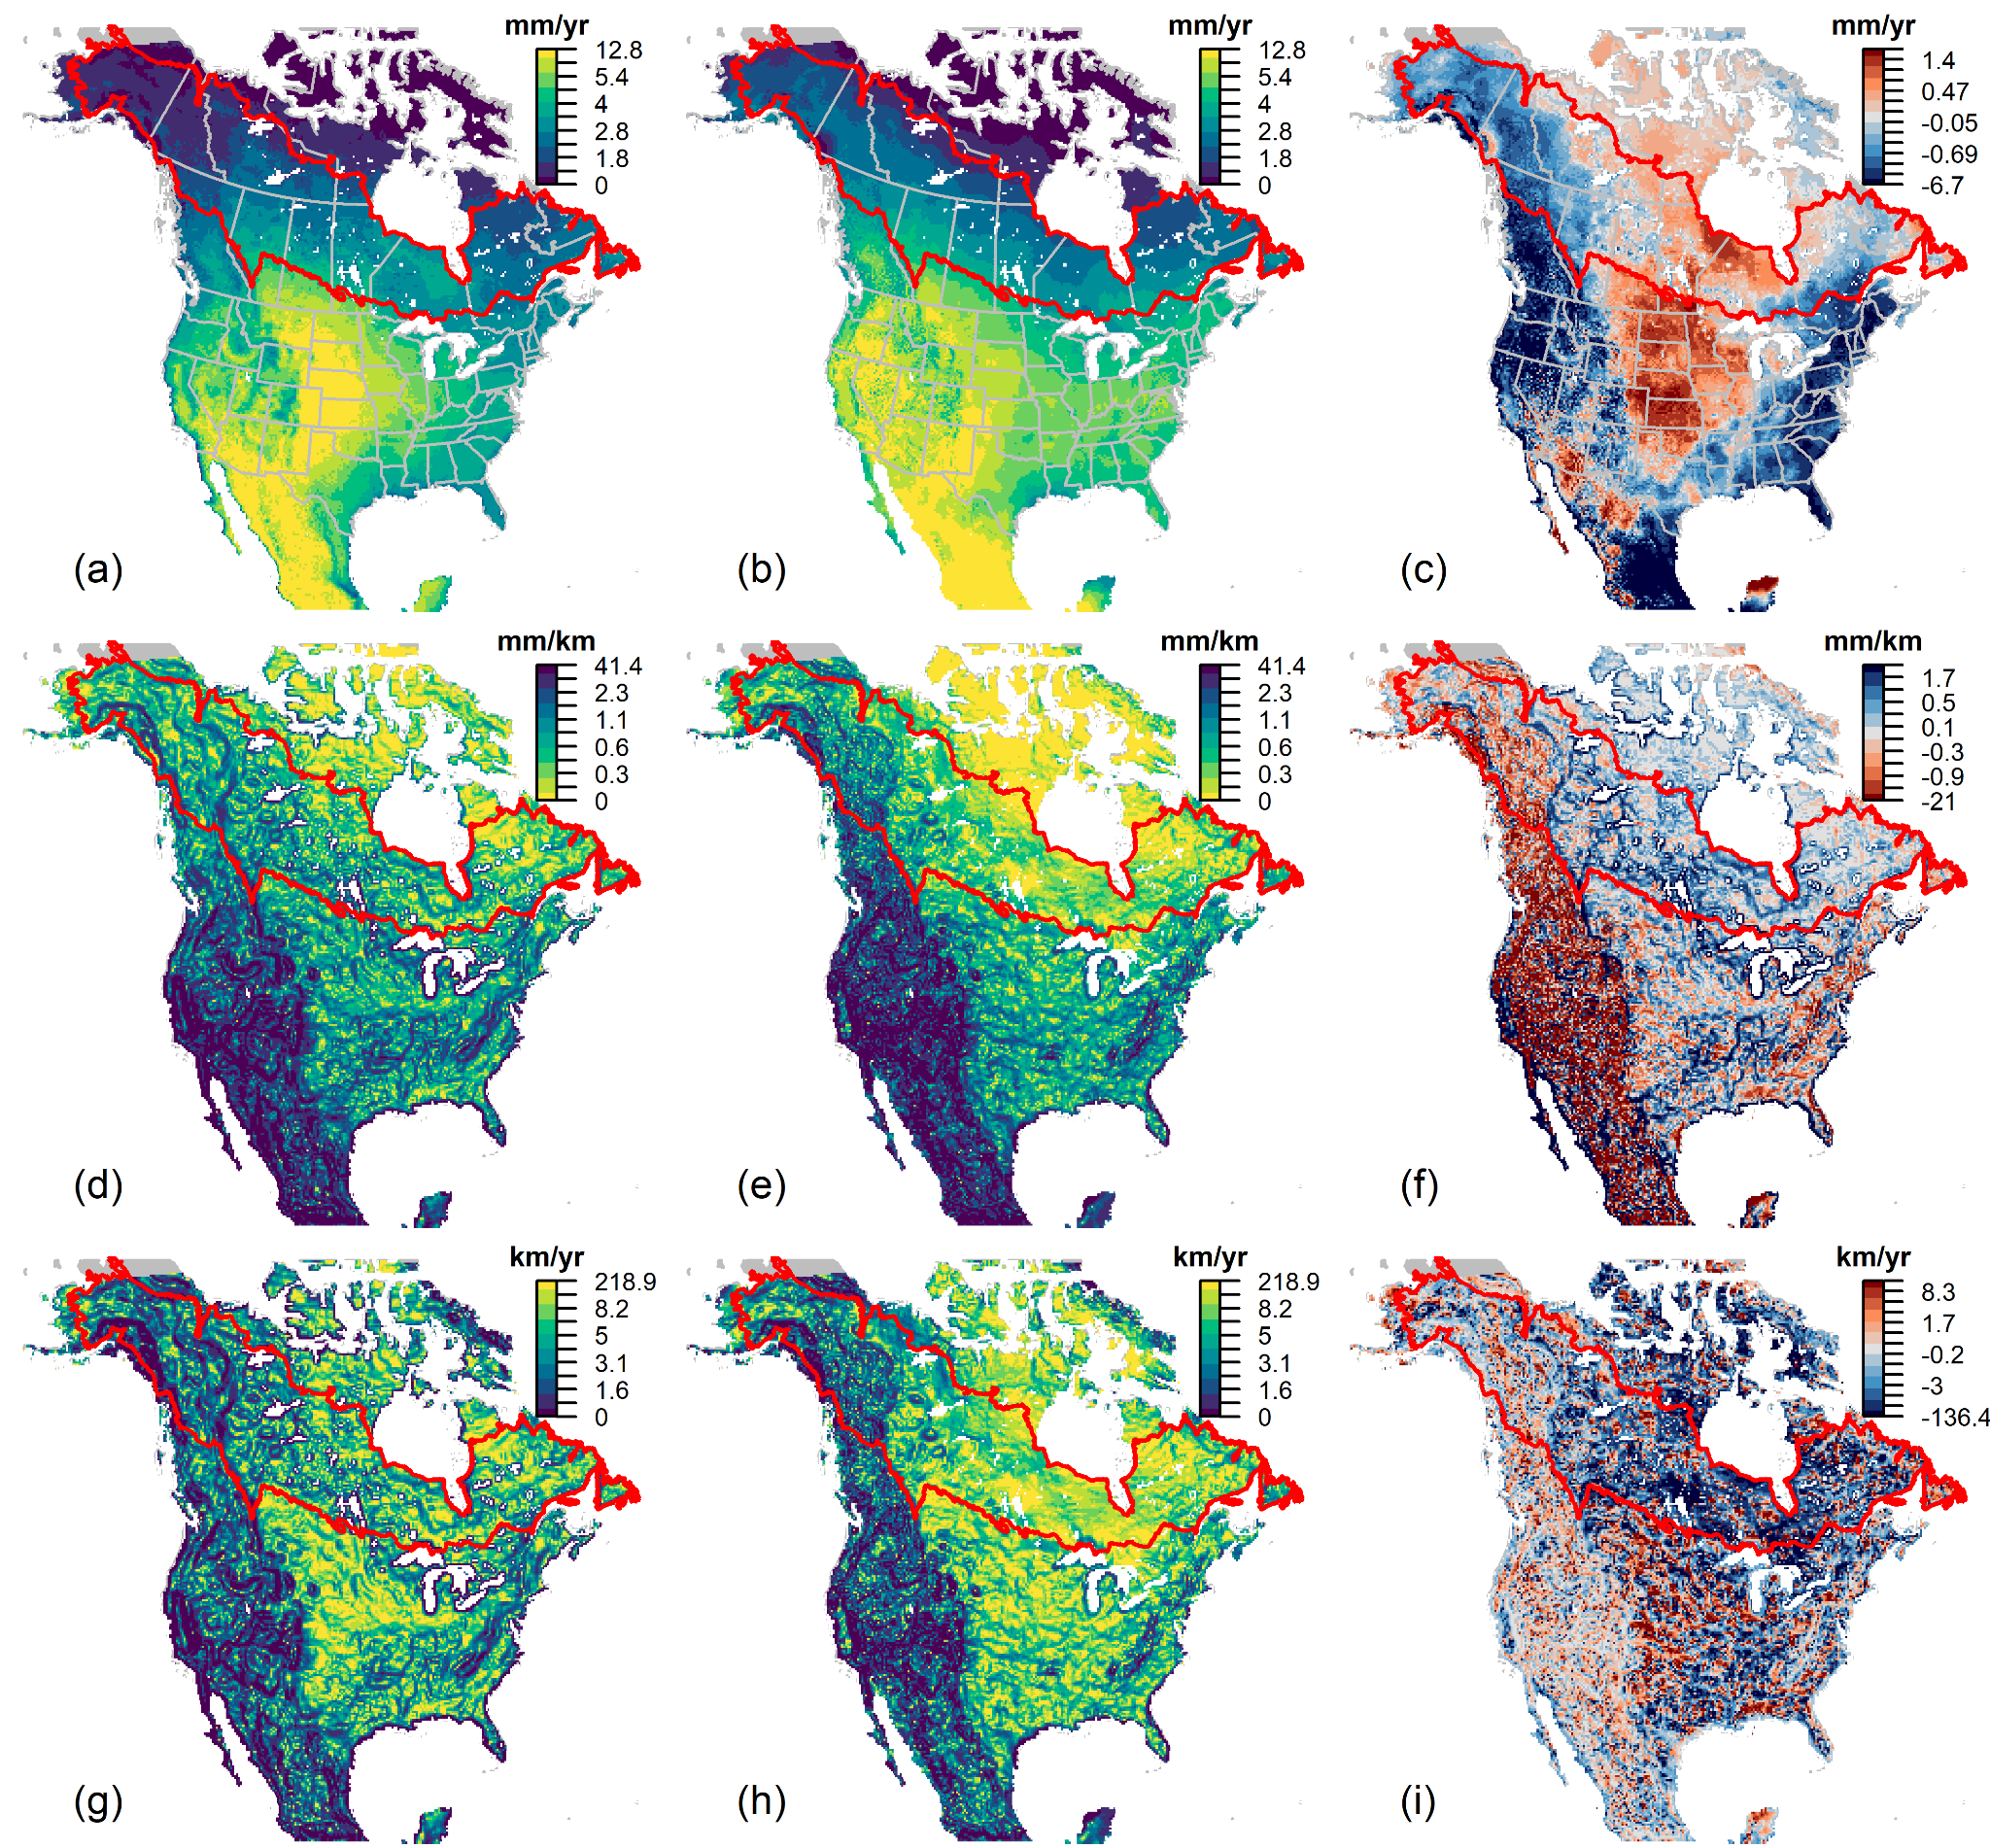 mm/yr
12.8
5.4
4
2.8
1.8
0
(a)
mm/yr
12.8
5.4
4
2.8
1.8
0
(b)
mm/yr
1.4
0.47
-0.05
-0.69
-6.7
(c)
mm/km
41.4
2.3
1.1
0.6
0.3
0
(d)
mm/km
41.4
2.3
1.1
0.6
0.3
0
(e)
mm/km
1.7
0.5
0.1
-0.3
-0.9
-21
(f)
km/yr
218.9
8.2
5
3.1
1.6
0
(g)
km/yr
218.9
8.2
5
3.1
1.6
0
(h)
km/yr
8.3
1.7
-0.2
-3
-136.4
(i)